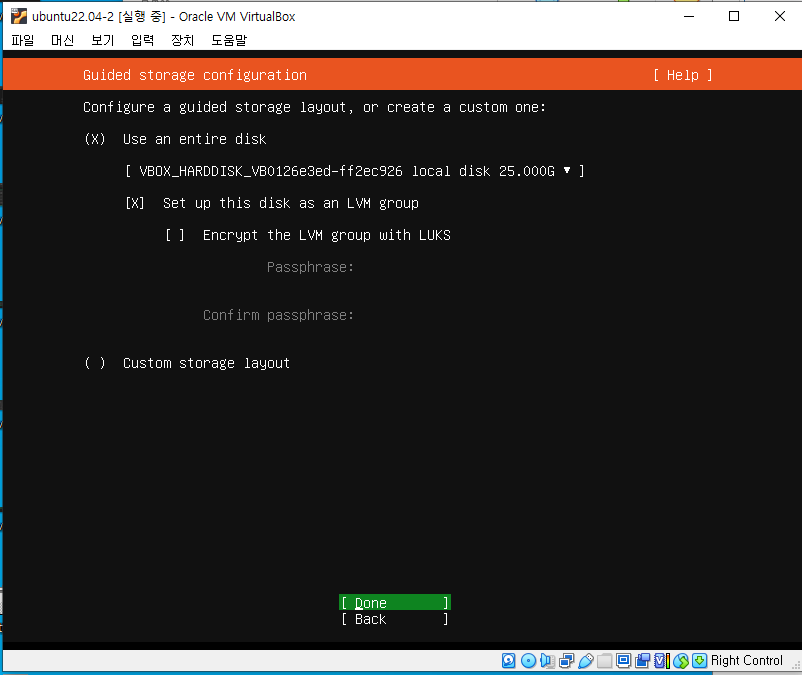 ubuntu22.04-2 [실행 중] - Oracle VM VirtualBox
파일 머신 보기 입력 장치 도움말
Guided storage configuration [ Help ]
Configure a guided storage layout, or create a custom one:
(X) Use an entire disk
[ VBOX_HARDDISK_VB0126e3ed-ff2ec926 local disk 25.000G ▾ ]
[X] Set up this disk as an LVM group
[ ] Encrypt the LVM group with LUKS
Passphrase:
Confirm passphrase:
( ) Custom storage layout
[ Done ]
[ Back ]
Right Control